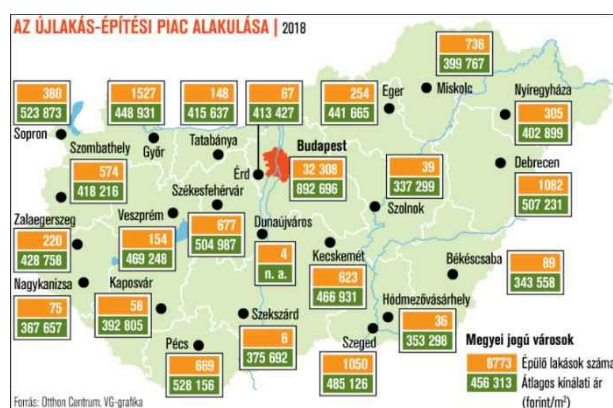 AZ ÚJLAKÁS-ÉPÍTÉSI PIAC ALAKULÁSA | 2018
380
523 873
Sopron
1527
448 931
Győr
148
415 637
Tatabánya
67
413 427
Érd
254
441 665
Eger
736
399 767
Miskolc
Nyíregyháza
305
402 899
Szombathely
574
418 216
Budapest
32 308
892 696
39
337 299
Szolnok
Debrecen
1082
507 231
Székesfehérvár
677
504 987
Veszprém
154
469 248
Dunaújváros
4
n. a.
Zalaegerszeg
220
428 758
Kecskemét
623
466 931
Békéscsaba
89
343 558
Nagykanizsa
75
367 657
Kaposvár
58
392 805
Hódmezővásárhely
36
353 298
Szekszárd
6
375 692
Pécs
669
528 156
Szeged
1050
485 126
Megyei jogú városok
8773 Épülő lakások száma
456 313 Átlagos kínálati ár
(forint/m²)
Forrás: Otthon Centrum, VG-grafika